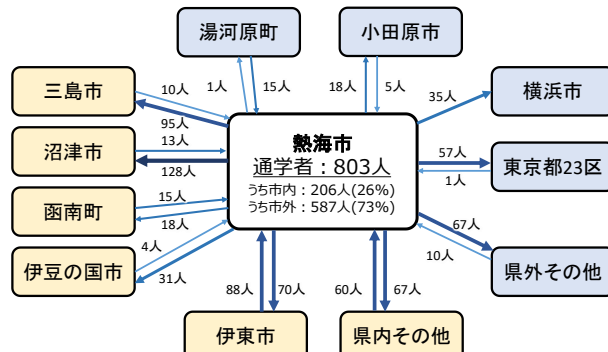 湯河原町
小田原市
三島市
10人
1人
15人
18人
5人
35人
横浜市
95人
沼津市
13人
128人
熱海市
通学者：803人
うち市内：206人(26%)
うち市外：587人(73%)
57人
1人
東京都23区
函南町
15人
18人
67人
10人
県外その他
伊豆の国市
4人
31人
88人
70人
60人
67人
伊東市
県内その他